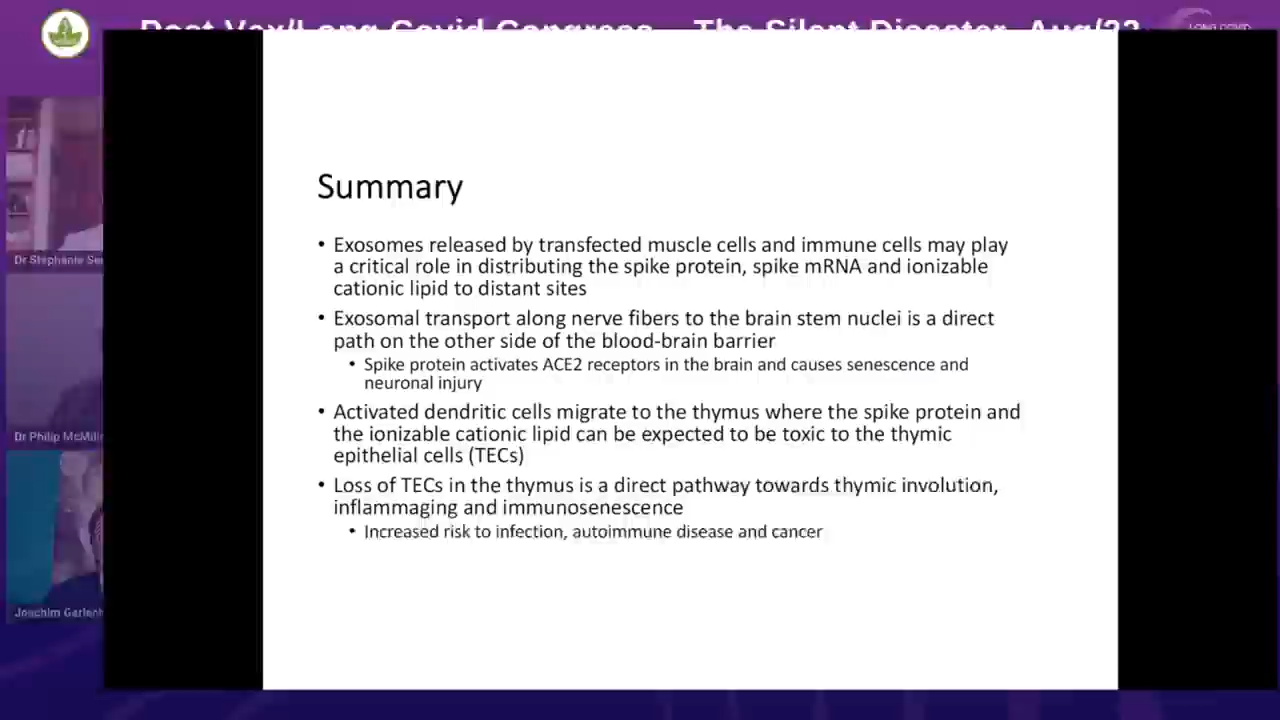 Post Vax/Long Covid Congress - The Silent Disaster, Aug/23
LONG COVID
Summary
• Exosomes released by transfected muscle cells and immune cells may play
a critical role in distributing the spike protein, spike mRNA and ionizable
cationic lipid to distant sites
• Exosomal transport along nerve fibers to the brain stem nuclei is a direct
path on the other side of the blood-brain barrier
• Spike protein activates ACE2 receptors in the brain and causes senescence and
neuronal injury
• Activated dendritic cells migrate to the thymus where the spike protein and
the ionizable cationic lipid can be expected to be toxic to the thymic
epithelial cells (TECs)
• Loss of TECs in the thymus is a direct pathway towards thymic involution,
inflammaging and immunosenescence
• Increased risk to infection, autoimmune disease and cancer
Dr Stephanie
Dr Philip
Joachim